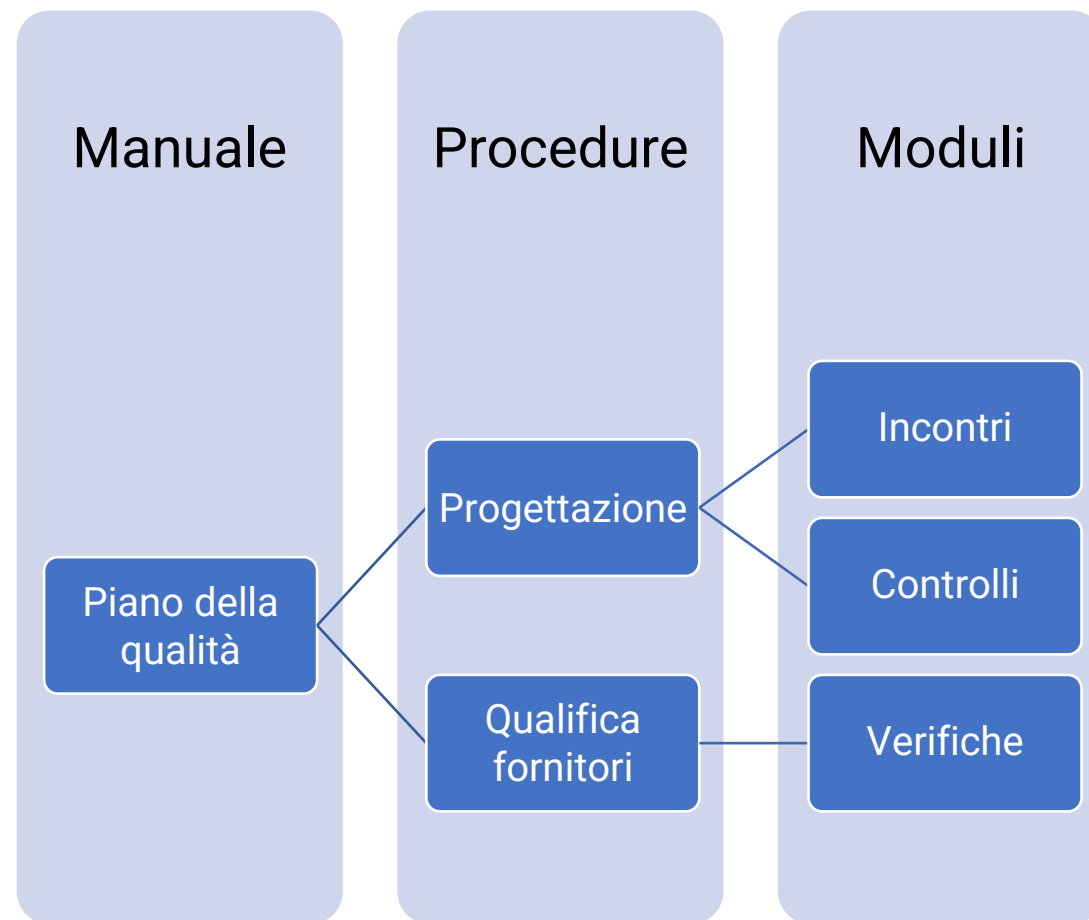 Manuale
Procedure
Moduli
Piano della
qualità
Progettazione
Qualifica
fornitori
Incontri
Controlli
Verifiche